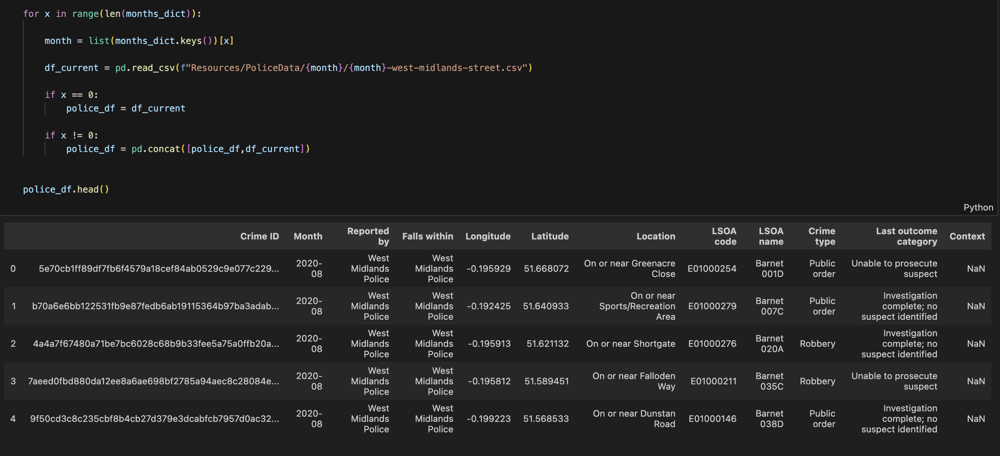 for x in range(len(months_dict)):
month = list(months_dict.keys())[x]
df_current = pd.read_csv(f"Resources/PoliceData/{month}/{month}-west-midlands-street.csv")
if x == 0:
police_df = df_current
if x != 0:
police_df = pd.concat([police_df,df_current])
police_df.head()
Python
Crime ID Month Reported by Falls within Longitude Latitude Location LSOA code LSOA name Crime type Last outcome category Context
0 5e70cb1ff89df7fb6f4579a18cef84ab0529c9e077c229... 2020-08 West Midlands Police West Midlands Police -0.195929 51.668072 On or near Greenacre Close E01000254 Barnet 001D Public order Unable to prosecute suspect NaN
1 b70a6e6bb122531fb9e87fedb6ab19115364b97ba3adab... 2020-08 West Midlands Police West Midlands Police -0.192425 51.640933 On or near Sports/Recreation Area E01000279 Barnet 007C Public order Investigation complete; no suspect identified NaN
2 4a4a7f67480a71be7bc6028c68b9b33fee5a75a0ffb20a... 2020-08 West Midlands Police West Midlands Police -0.195913 51.621132 On or near Shortgate E01000276 Barnet 020A Robbery Investigation complete; no suspect identified NaN
3 7aeed0fbd880da12ee8a6ae698bf2785a94aec8c28084e... 2020-08 West Midlands Police West Midlands Police -0.195812 51.589451 On or near Falloden Way E01000211 Barnet 035C Robbery Unable to prosecute suspect NaN
4 9f50cd3c8c235cbf8b4cb27d379e3dcabfcb7957d0ac32... 2020-08 West Midlands Police West Midlands Police -0.199223 51.568533 On or near Dunstan Road E01000146 Barnet 038D Public order Investigation complete; no suspect identified NaN